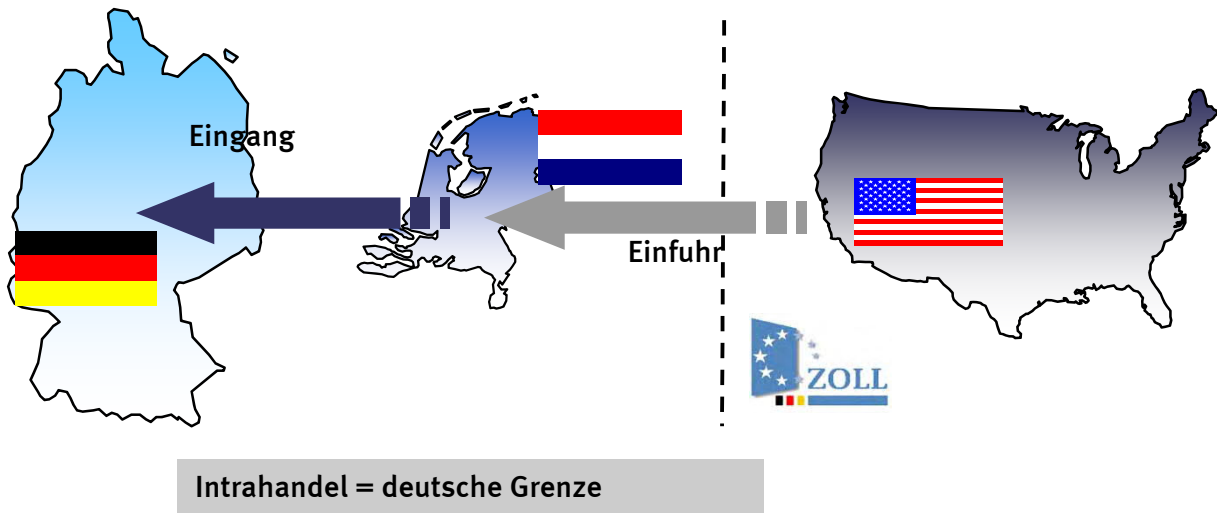 Eingang
Einfuhr
ZOLL
Intrahandel = deutsche Grenze